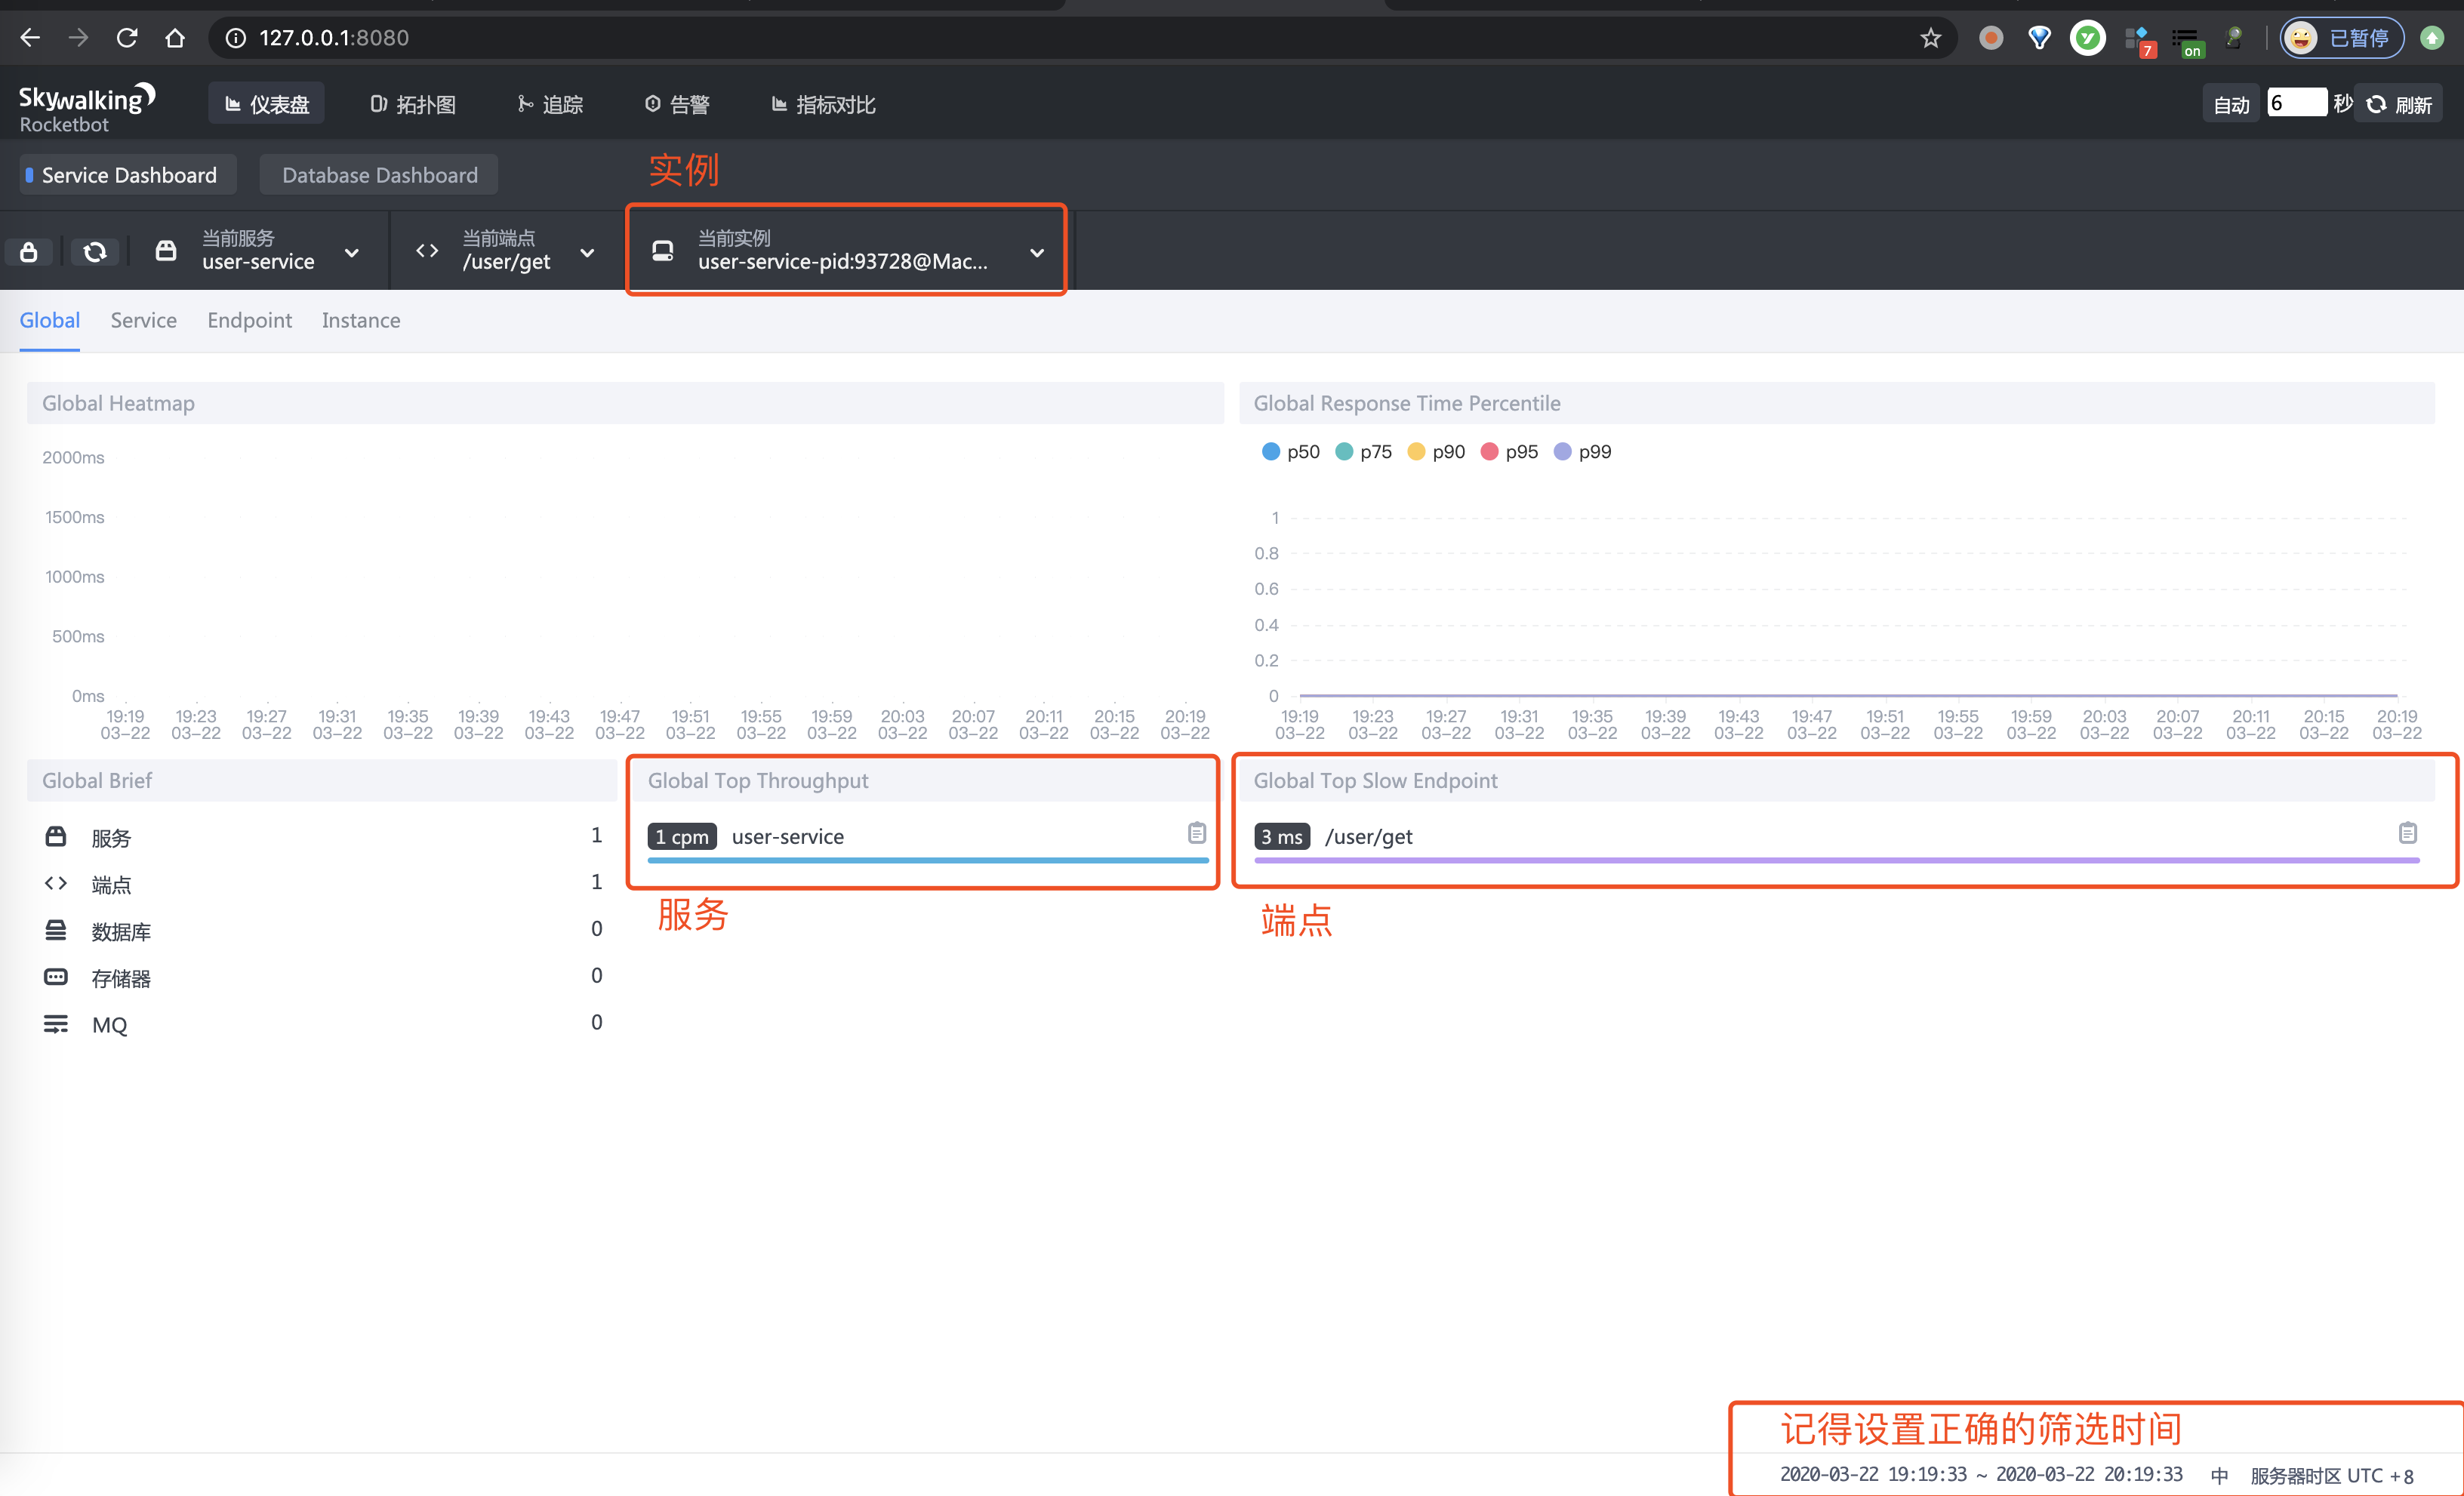 127.0.0.1:8080
7
on
已暂停
Skywalking
Rocketbot
仪表盘
拓扑图
追踪
告警
指标对比
自动
6
秒
刷新
Service Dashboard
Database Dashboard
实例
当前服务
user-service
当前端点
/user/get
当前实例
user-service-pid:93728@Mac...
Global
Service
Endpoint
Instance
Global Heatmap
2000ms
1500ms
1000ms
500ms
0ms
19:19 19:23 19:27 19:31 19:35 19:39 19:43 19:47 19:51 19:55 19:59 20:03 20:07 20:11 20:15 20:19
03-22 03-22 03-22 03-22 03-22 03-22 03-22 03-22 03-22 03-22 03-22 03-22 03-22 03-22 03-22 03-22
Global Response Time Percentile
p50 p75 p90 p95 p99
1
0.8
0.6
0.4
0.2
0
19:19 19:23 19:27 19:31 19:35 19:39 19:43 19:47 19:51 19:55 19:59 20:03 20:07 20:11 20:15 20:19
03-22 03-22 03-22 03-22 03-22 03-22 03-22 03-22 03-22 03-22 03-22 03-22 03-22 03-22 03-22 03-22
Global Brief
服务 1
端点 1
数据库 0
存储器 0
MQ 0
Global Top Throughput
1 cpm user-service
服务
Global Top Slow Endpoint
3 ms /user/get
端点
记得设置正确的筛选时间
2020-03-22 19:19:33 ~ 2020-03-22 20:19:33 中 服务器时区 UTC +8